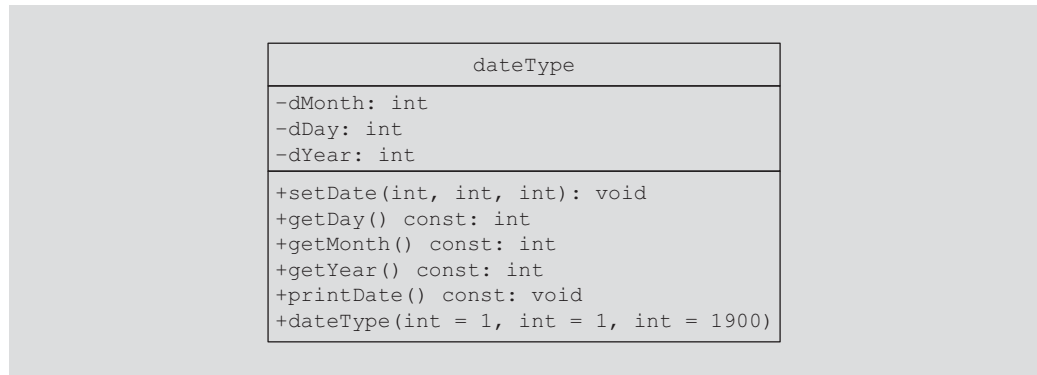 dateType
-dMonth: int
-dDay: int
-dYear: int
+setDate(int, int, int): void
+getDay() const: int
+getMonth() const: int
+getYear() const: int
+printDate() const: void
+dateType(int = 1, int = 1, int = 1900)